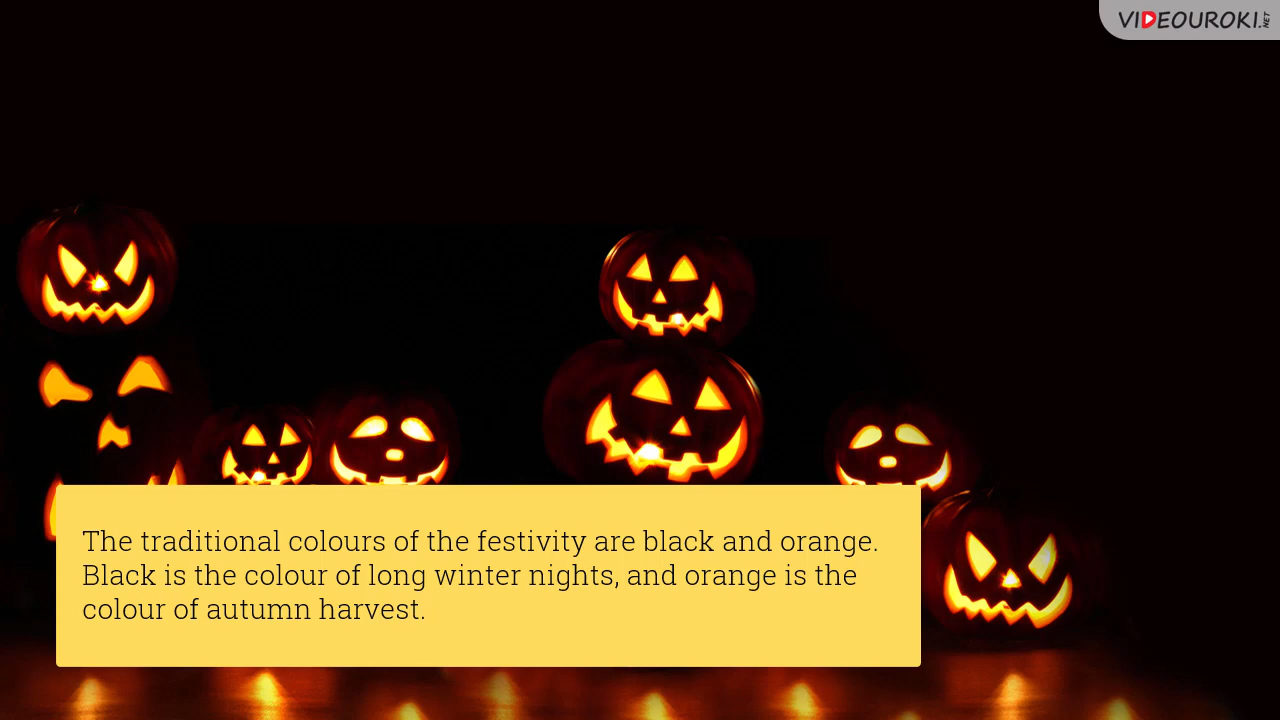 VIDEOUROKI.NET
The traditional colours of the festivity are black and orange.
Black is the colour of long winter nights, and orange is the
colour of autumn harvest.